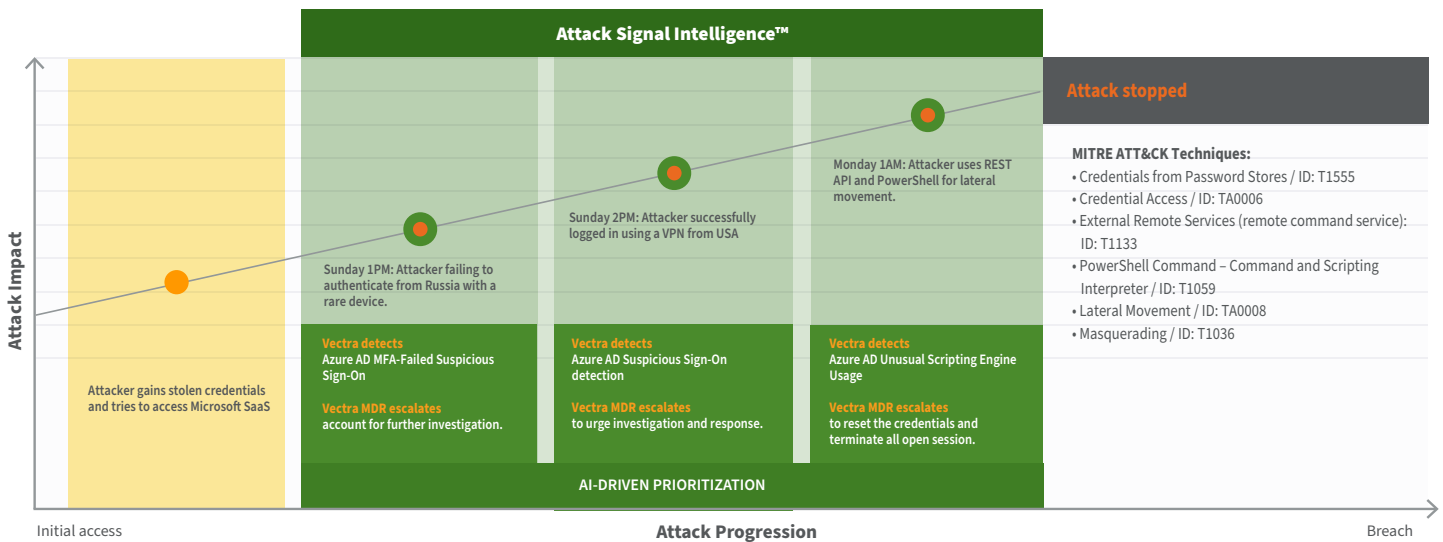 Attack Signal Intelligence™
Attack Impact
Attacker gains stolen credentials
and tries to access Microsoft SaaS
Sunday 1PM: Attacker failing to
authenticate from Russia with a
rare device.
Vectra detects
Azure AD MFA-Failed Suspicious
Sign-On
Vectra MDR escalates
account for further investigation.
Sunday 2PM: Attacker successfully
logged in using a VPN from USA
Vectra detects
Azure AD Suspicious Sign-On
detection
Vectra MDR escalates
to urge investigation and response.
Monday 1AM: Attacker uses REST
API and PowerShell for lateral
movement.
Vectra detects
Azure AD Unusual Scripting Engine
Usage
Vectra MDR escalates
to reset the credentials and
terminate all open session.
AI-DRIVEN PRIORITIZATION
Attack stopped
MITRE ATT&CK Techniques:
• Credentials from Password Stores / ID: T1555
• Credential Access / ID: TA0006
• External Remote Services (remote command service):
ID: T1133
• PowerShell Command – Command and Scripting
Interpreter / ID: T1059
• Lateral Movement / ID: TA0008
• Masquerading / ID: T1036
Initial access
Attack Progression
Breach